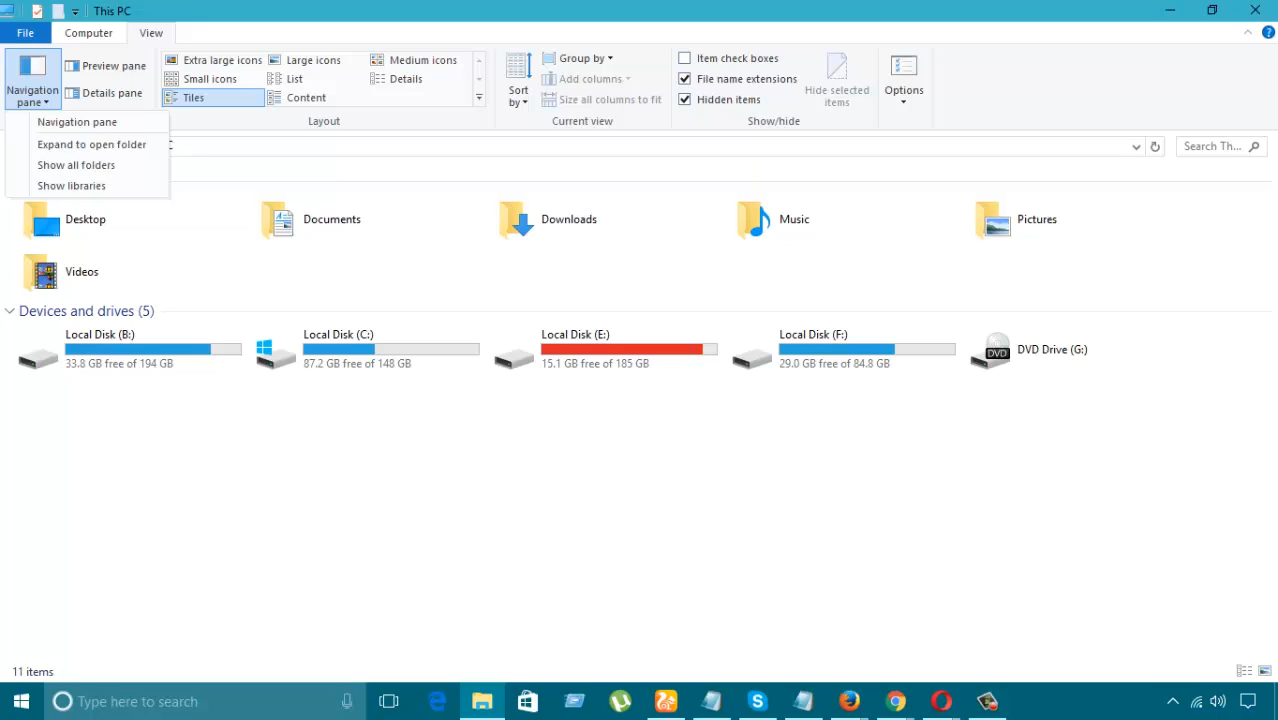 This PC
File
Computer
View
Navigation
pane
Preview pane
Details pane
Extra large icons
Large icons
Medium icons
Small icons
List
Details
Tiles
Content
Layout
Sort
by
Group by
Add columns
Size all columns to fit
Current view
Item check boxes
File name extensions
Hidden items
Hide selected
items
Show/hide
Options
Navigation pane
Expand to open folder
Show all folders
Show libraries
Search Th...
Desktop
Documents
Downloads
Music
Pictures
Videos
Devices and drives (5)
Local Disk (B:)
33.8 GB free of 194 GB
Local Disk (C:)
87.2 GB free of 148 GB
Local Disk (E:)
15.1 GB free of 185 GB
Local Disk (F:)
29.0 GB free of 84.8 GB
DVD
DVD Drive (G:)
11 items
Type here to search